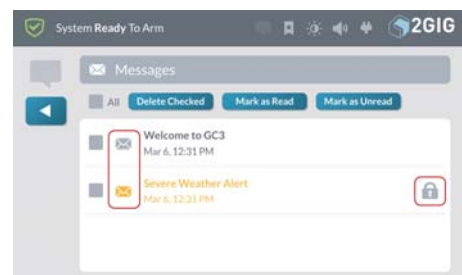 System Ready To Arm
2GIG
Messages
All Delete Checked Mark as Read Mark as Unread
Welcome to GC3
Mar 6, 12:31 PM
Severe Weather Alert
Mar 6, 12:31 PM